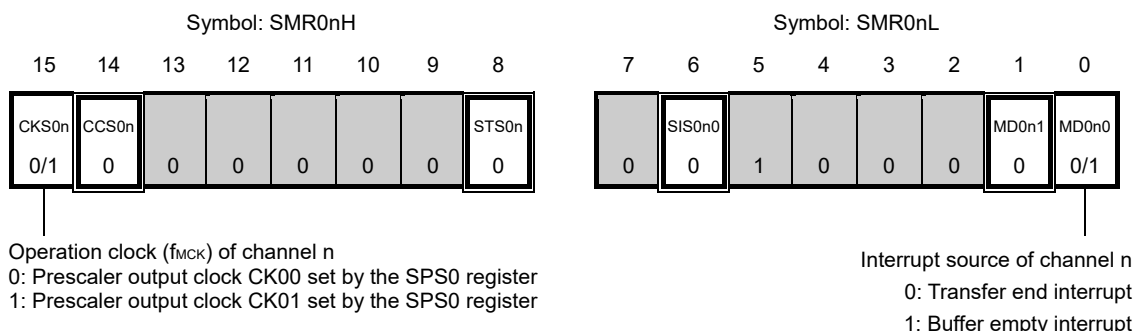 Symbol: SMR0nH Symbol: SMR0nL
15 14 13 12 11 10 9 8 7 6 5 4 3 2 1 0
CKS0n CCS0n STS0n SIS0n0 MD0n1 MD0n0
0/1 0 0 0 0 0 0 0 0 0 1 0 0 0 0 0/1
Operation clock (fMCK) of channel n
0: Prescaler output clock CK00 set by the SPS0 register
1: Prescaler output clock CK01 set by the SPS0 register
Interrupt source of channel n
0: Transfer end interrupt
1: Buffer empty interrupt